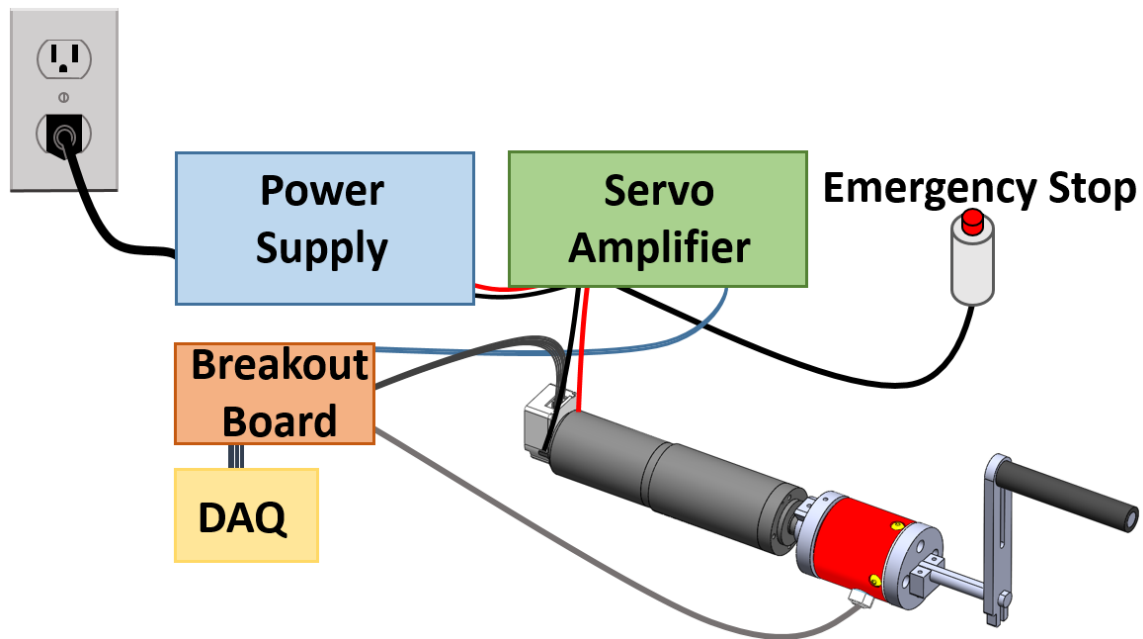 Power
Supply
Servo
Amplifier
Emergency Stop
Breakout
Board
DAQ